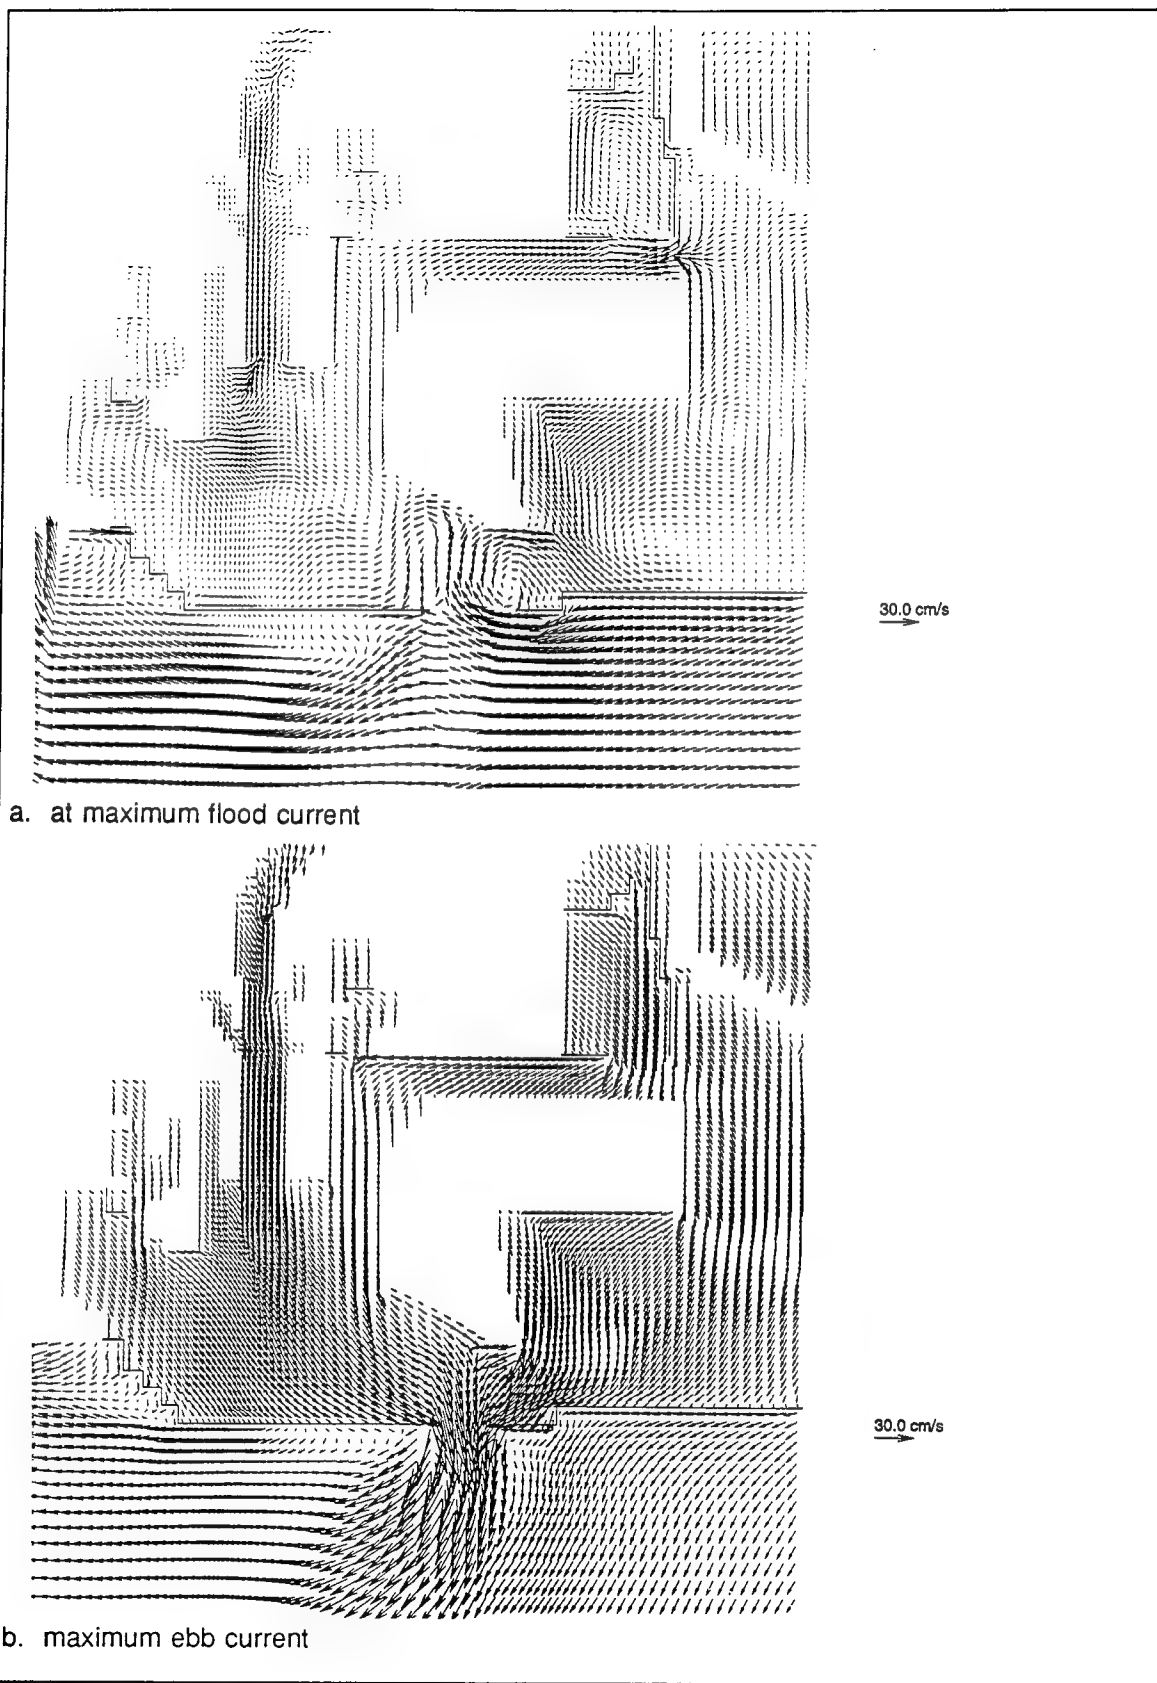 30.0 cm/s
a. at maximum flood current
30.0 cm/s
b. maximum ebb current